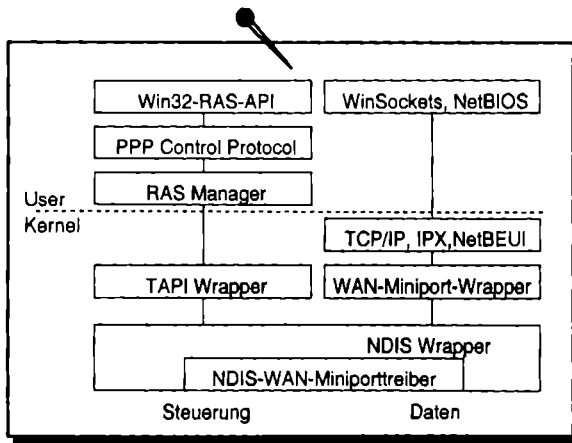 Win32-RAS-API
WinSockets, NetBIOS
PPP Control Protocol
RAS Manager
User
Kernel
TCP/IP, IPX,NetBEUI
TAPI Wrapper
WAN-Miniport-Wrapper
NDIS Wrapper
NDIS-WAN-Miniporttreiber
Steuerung
Daten